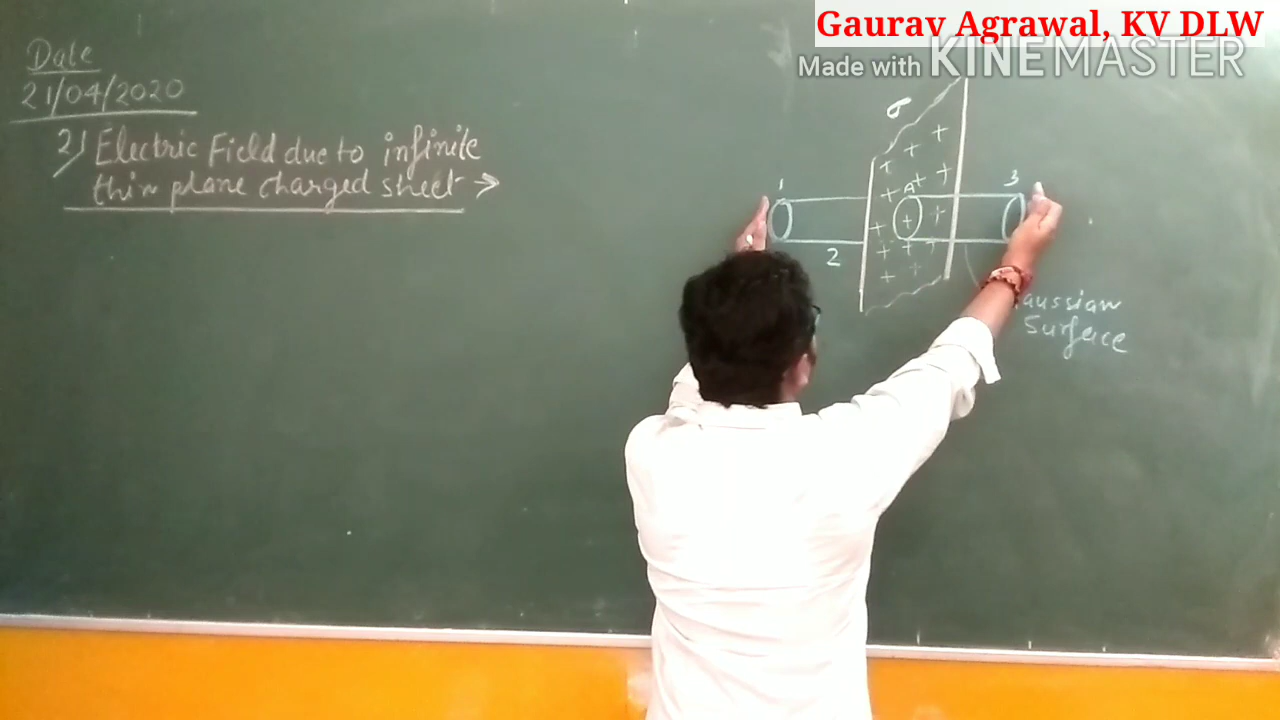 Gaurav Agrawal, KV DLW
Made with KINEMASTER
Date
21/04/2020
2) Electric Field due to infinite
thin plane charged sheet →
σ
1
3
A
2
aussian
Surface